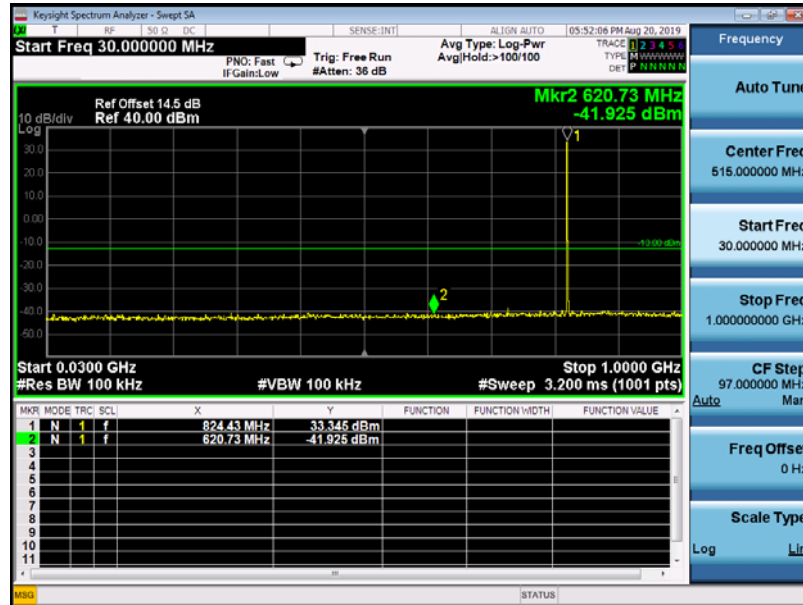 Keysight Spectrum Analyzer - Swept SA
T RF 50 Ω DC SENSE:INT ALIGN AUTO 05:52:06 PM Aug 20, 2019
Start Freq 30.000000 MHz
PNO: Fast
IFGain:Low
Trig: Free Run
#Atten: 36 dB
Avg Type: Log-Pwr
Avg|Hold:>100/100
TRACE 1 2 3 4 5 6
TYPE M W W W W W
DET P N N N N N
Ref Offset 14.5 dB
Ref 40.00 dBm
10 dB/div
Log
Mkr2 620.73 MHz
-41.925 dBm
30.0
20.0
10.0
0.00
-10.0
-20.0
-30.0
-40.0
-50.0
1
2
-13.00 dBm
Start 0.0300 GHz
Stop 1.0000 GHz
#Res BW 100 kHz
#VBW 100 kHz
#Sweep 3.200 ms (1001 pts)
MKR MODE TRC SCL X Y FUNCTION FUNCTION WIDTH FUNCTION VALUE
1 N 1 f 824.43 MHz 33.345 dBm
2 N 1 f 620.73 MHz -41.925 dBm
3
4
5
6
7
8
9
10
11
MSG
STATUS
Frequency
Auto Tune
Center Freq
515.000000 MHz
Start Freq
30.000000 MHz
Stop Freq
1.000000000 GHz
CF Step
97.000000 MHz
Auto Man
Freq Offset
0 Hz
Scale Type
Log Lin